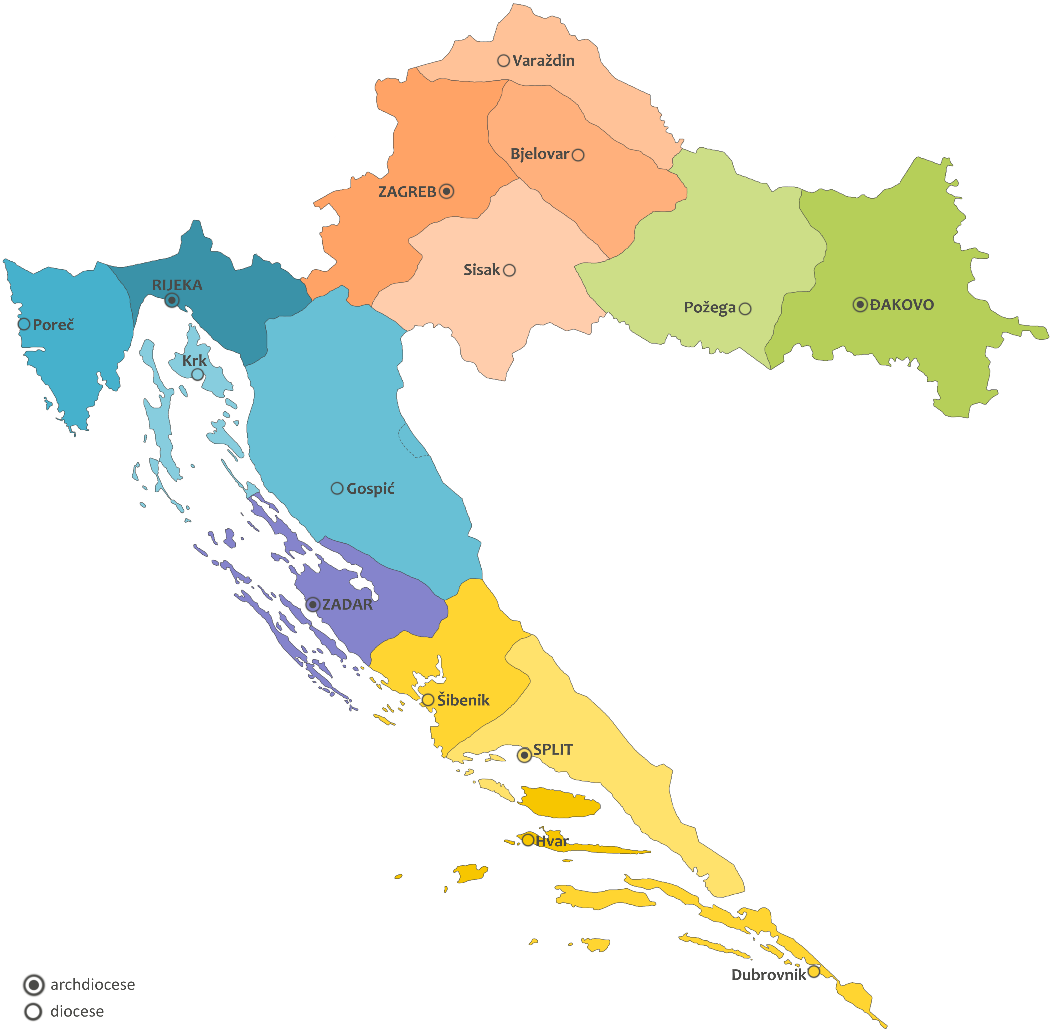 Varaždin
Bjelovar
ZAGREB
Sisak
RIJEKA
Požega
ĐAKOVO
Poreč
Krk
Gospić
ZADAR
Šibenik
SPLIT
Hvar
Dubrovnik
archdiocese
diocese